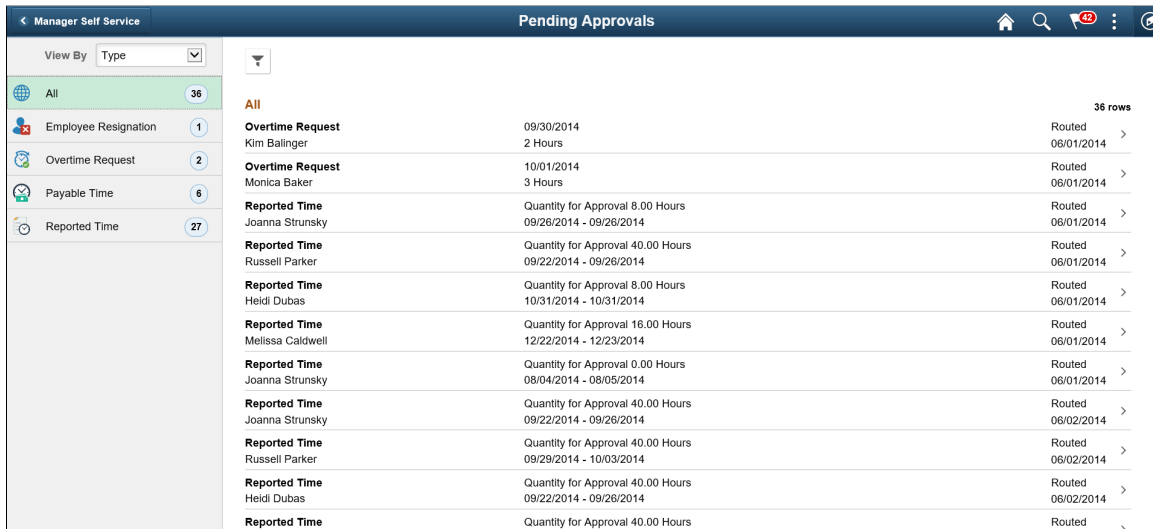 Manager Self Service
Pending Approvals
42
View By Type
All 36
Employee Resignation 1
Overtime Request 2
Payable Time 6
Reported Time 27
All
36 rows
Overtime Request 09/30/2014 Routed
Kim Balinger 2 Hours 06/01/2014
Overtime Request 10/01/2014 Routed
Monica Baker 3 Hours 06/01/2014
Reported Time Quantity for Approval 8.00 Hours Routed
Joanna Strunsky 09/26/2014 - 09/26/2014 06/01/2014
Reported Time Quantity for Approval 40.00 Hours Routed
Russell Parker 09/22/2014 - 09/26/2014 06/01/2014
Reported Time Quantity for Approval 8.00 Hours Routed
Heidi Dubas 10/31/2014 - 10/31/2014 06/01/2014
Reported Time Quantity for Approval 16.00 Hours Routed
Melissa Caldwell 12/22/2014 - 12/23/2014 06/01/2014
Reported Time Quantity for Approval 0.00 Hours Routed
Joanna Strunsky 08/04/2014 - 08/05/2014 06/01/2014
Reported Time Quantity for Approval 40.00 Hours Routed
Joanna Strunsky 09/22/2014 - 09/26/2014 06/02/2014
Reported Time Quantity for Approval 40.00 Hours Routed
Russell Parker 09/29/2014 - 10/03/2014 06/02/2014
Reported Time Quantity for Approval 40.00 Hours Routed
Heidi Dubas 09/22/2014 - 09/26/2014 06/02/2014
Reported Time Quantity for Approval 40.00 Hours Routed